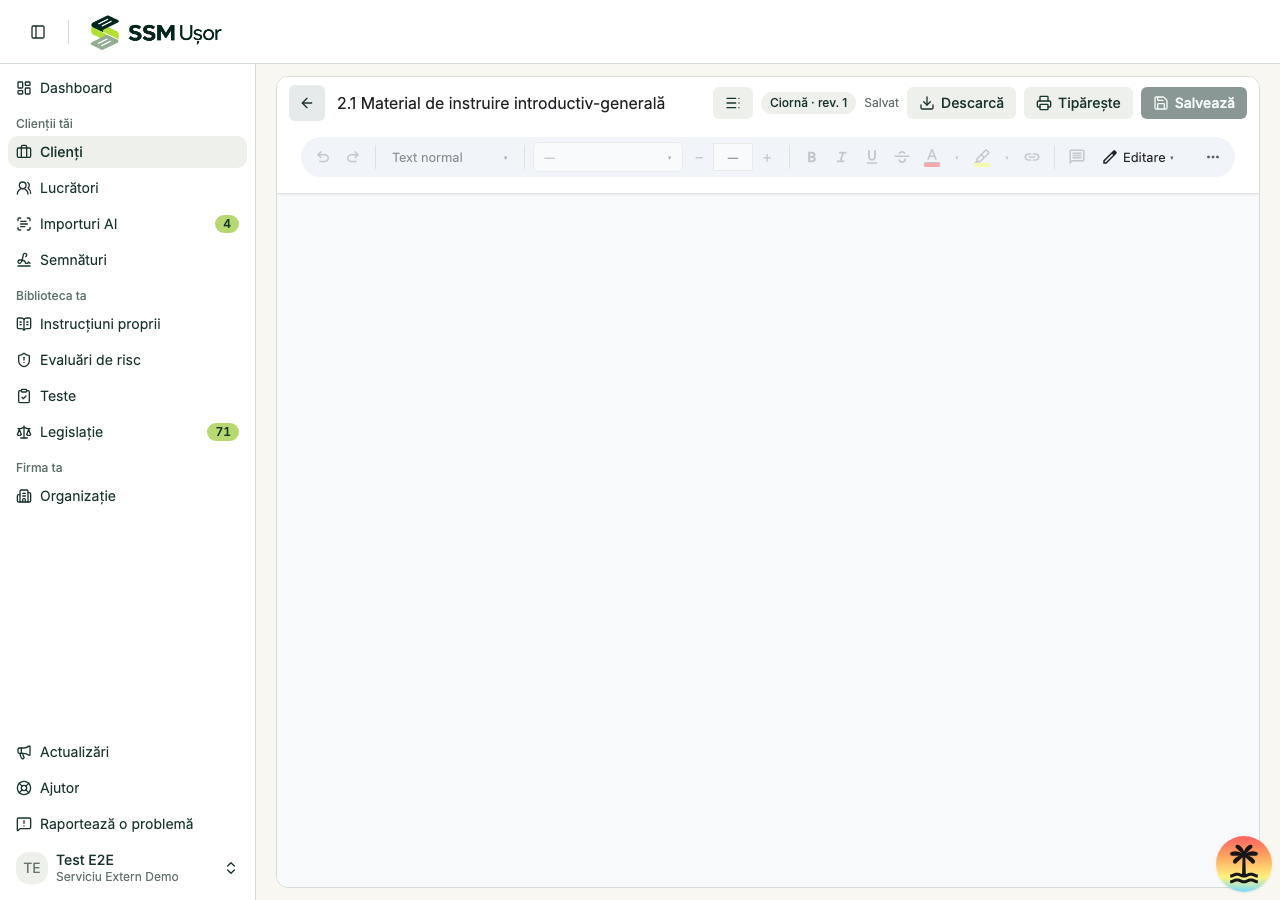 SSM Ușor
Dashboard
Clienții tăi
Clienți
Lucrători
Importuri AI 4
Semnături
Biblioteca ta
Instrucțiuni proprii
Evaluări de risc
Teste
Legislație 71
Firma ta
Organizație
Actualizări
Ajutor
Raportează o problemă
TE
Test E2E
Serviciu Extern Demo
2.1 Material de instruire introductiv-generală
Ciornă · rev. 1
Salvat
Descarcă
Tipărește
Salvează
Text normal
—
− — +
B I U S A
Editare